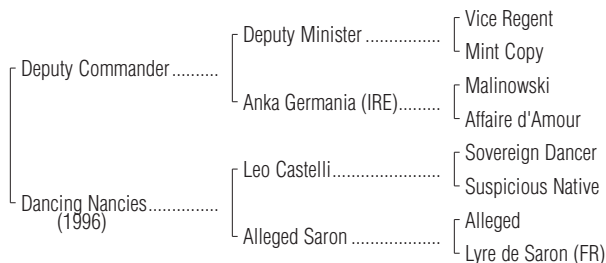 Vice Regent
Deputy Minister .................
Mint Copy
Deputy Commander..........
Malinowski
Anka Germania (IRE).........
Affaire d'Amour
Sovereign Dancer
Leo Castelli........................
Suspicious Native
Dancing Nancies...............
(1996)
Alleged
Alleged Saron ....................
Lyre de Saron (FR)